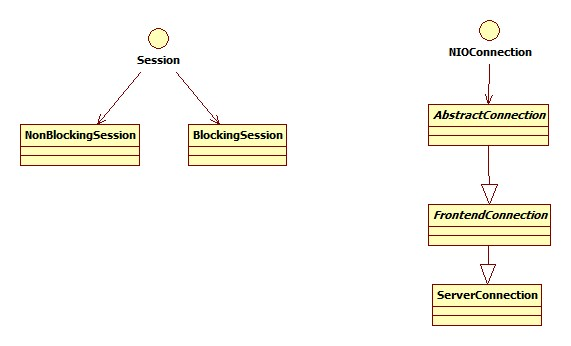 Session
NonBlockingSession
BlockingSession
NIOConnection
AbstractConnection
FrontendConnection
ServerConnection